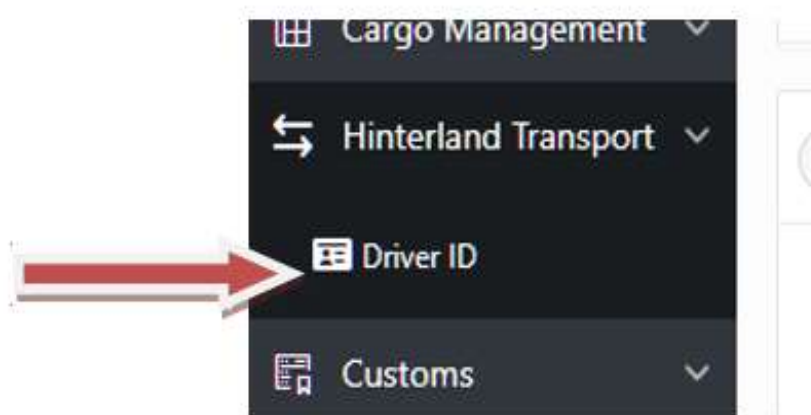 Cargo Management
Hinterland Transport
Driver ID
Customs